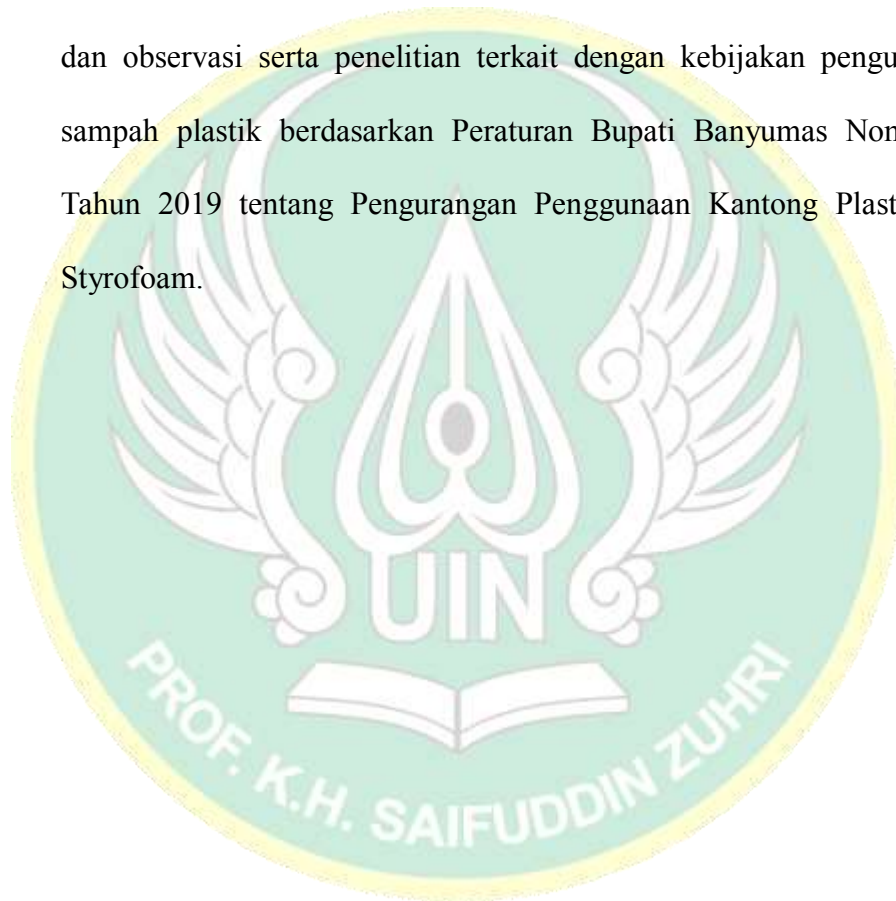 dan observasi serta penelitian terkait dengan kebijakan pengu
sampah plastik berdasarkan Peraturan Bupati Banyumas Non
Tahun 2019 tentang Pengurangan Penggunaan Kantong Plast
Styrofoam.
UIN
PROF. K.H. SAIFUDDIN ZUHRI